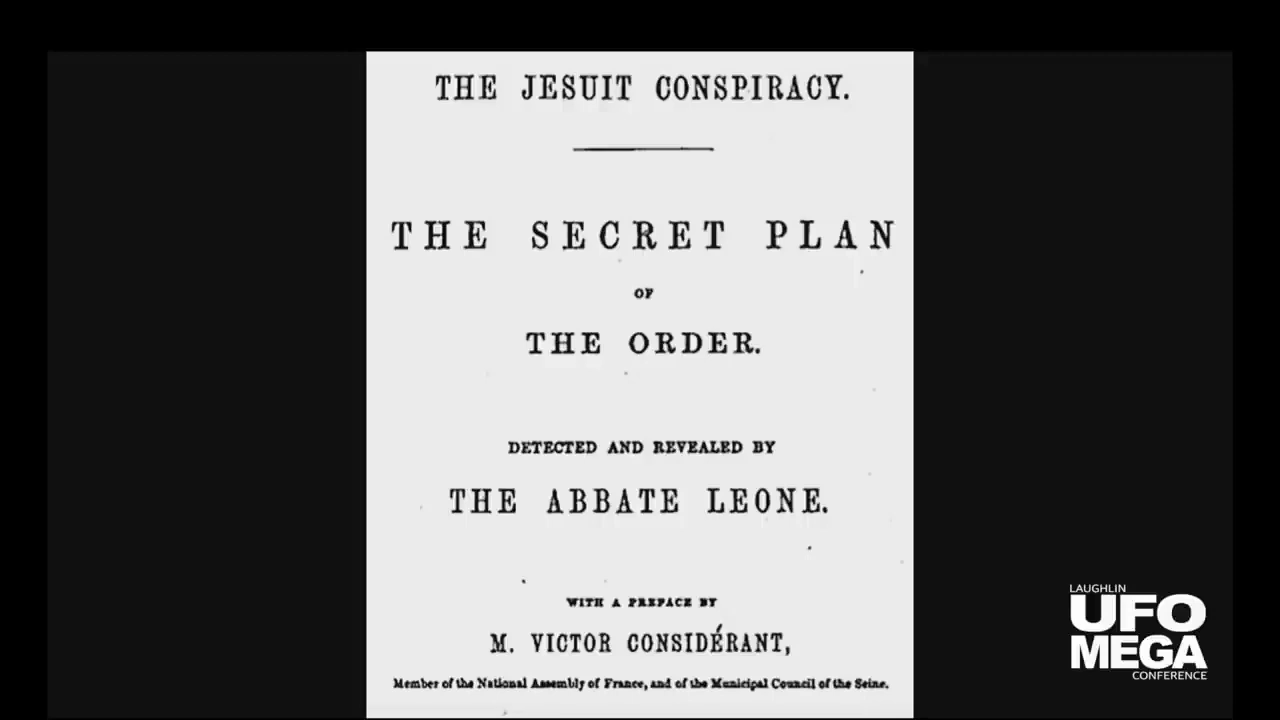 THE JESUIT CONSPIRACY.
THE SECRET PLAN
OF
THE ORDER.
DETECTED AND REVEALED BY
THE ABBATE LEONE.
WITH A PREFACE BY
M. VICTOR CONSIDÉRANT,
Member of the National Assembly of France, and of the Municipal Council of the Seine.
LAUGHLIN
UFO
MEGA
CONFERENCE